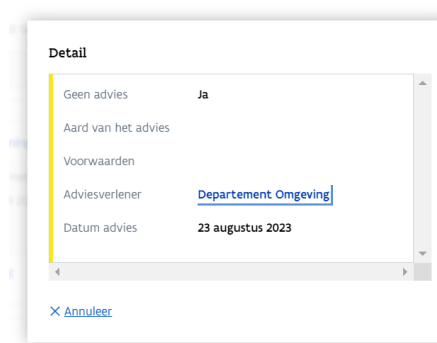 Detail
Geen advies Ja
Aard van het advies
Voorwaarden
Adviesverlener Departement Omgeving
Datum advies 23 augustus 2023
Annuleer